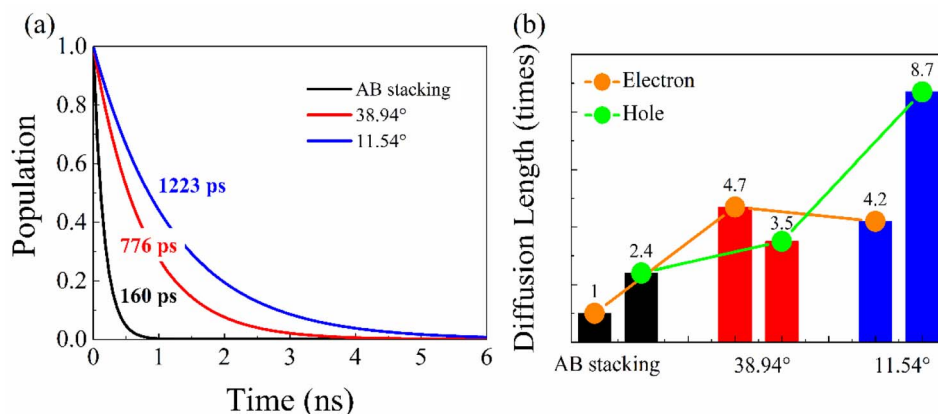 (a)
Population
1.0
0.8
0.6
0.4
0.2
0.0
AB stacking
38.94°
11.54°
1223 ps
776 ps
160 ps
0 1 2 3 4 5 6
Time (ns)
(b)
Diffusion Length (times)
Electron
Hole
1
2.4
4.7
3.5
4.2
8.7
AB stacking 38.94° 11.54°